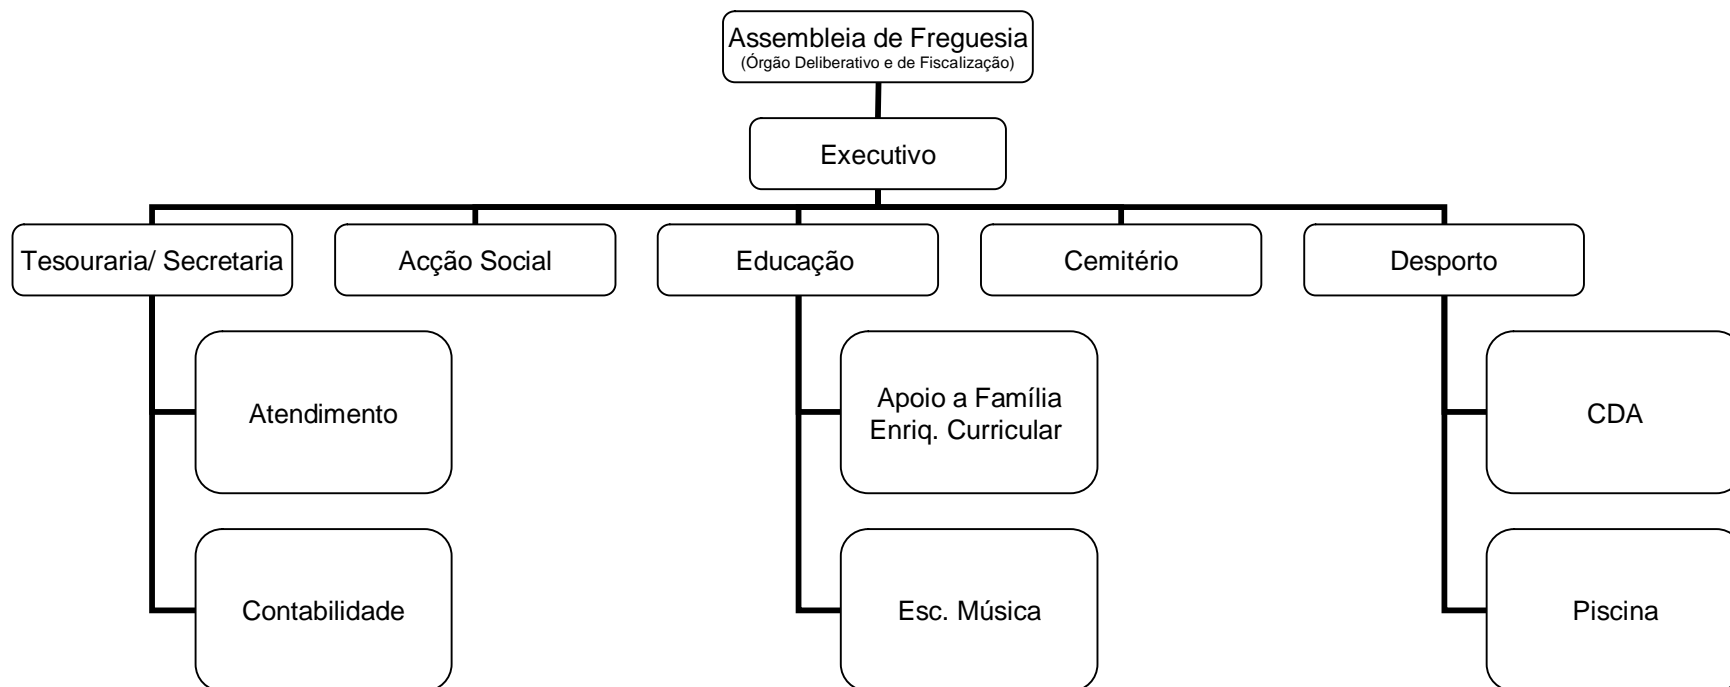 Assembleia de Freguesia
(Órgão Deliberativo e de Fiscalização)
Executivo
Tesouraria/ Secretaria
Acção Social
Educação
Cemitério
Desporto
Atendimento
Apoio a Família
Enriq. Curricular
CDA
Contabilidade
Esc. Música
Piscina